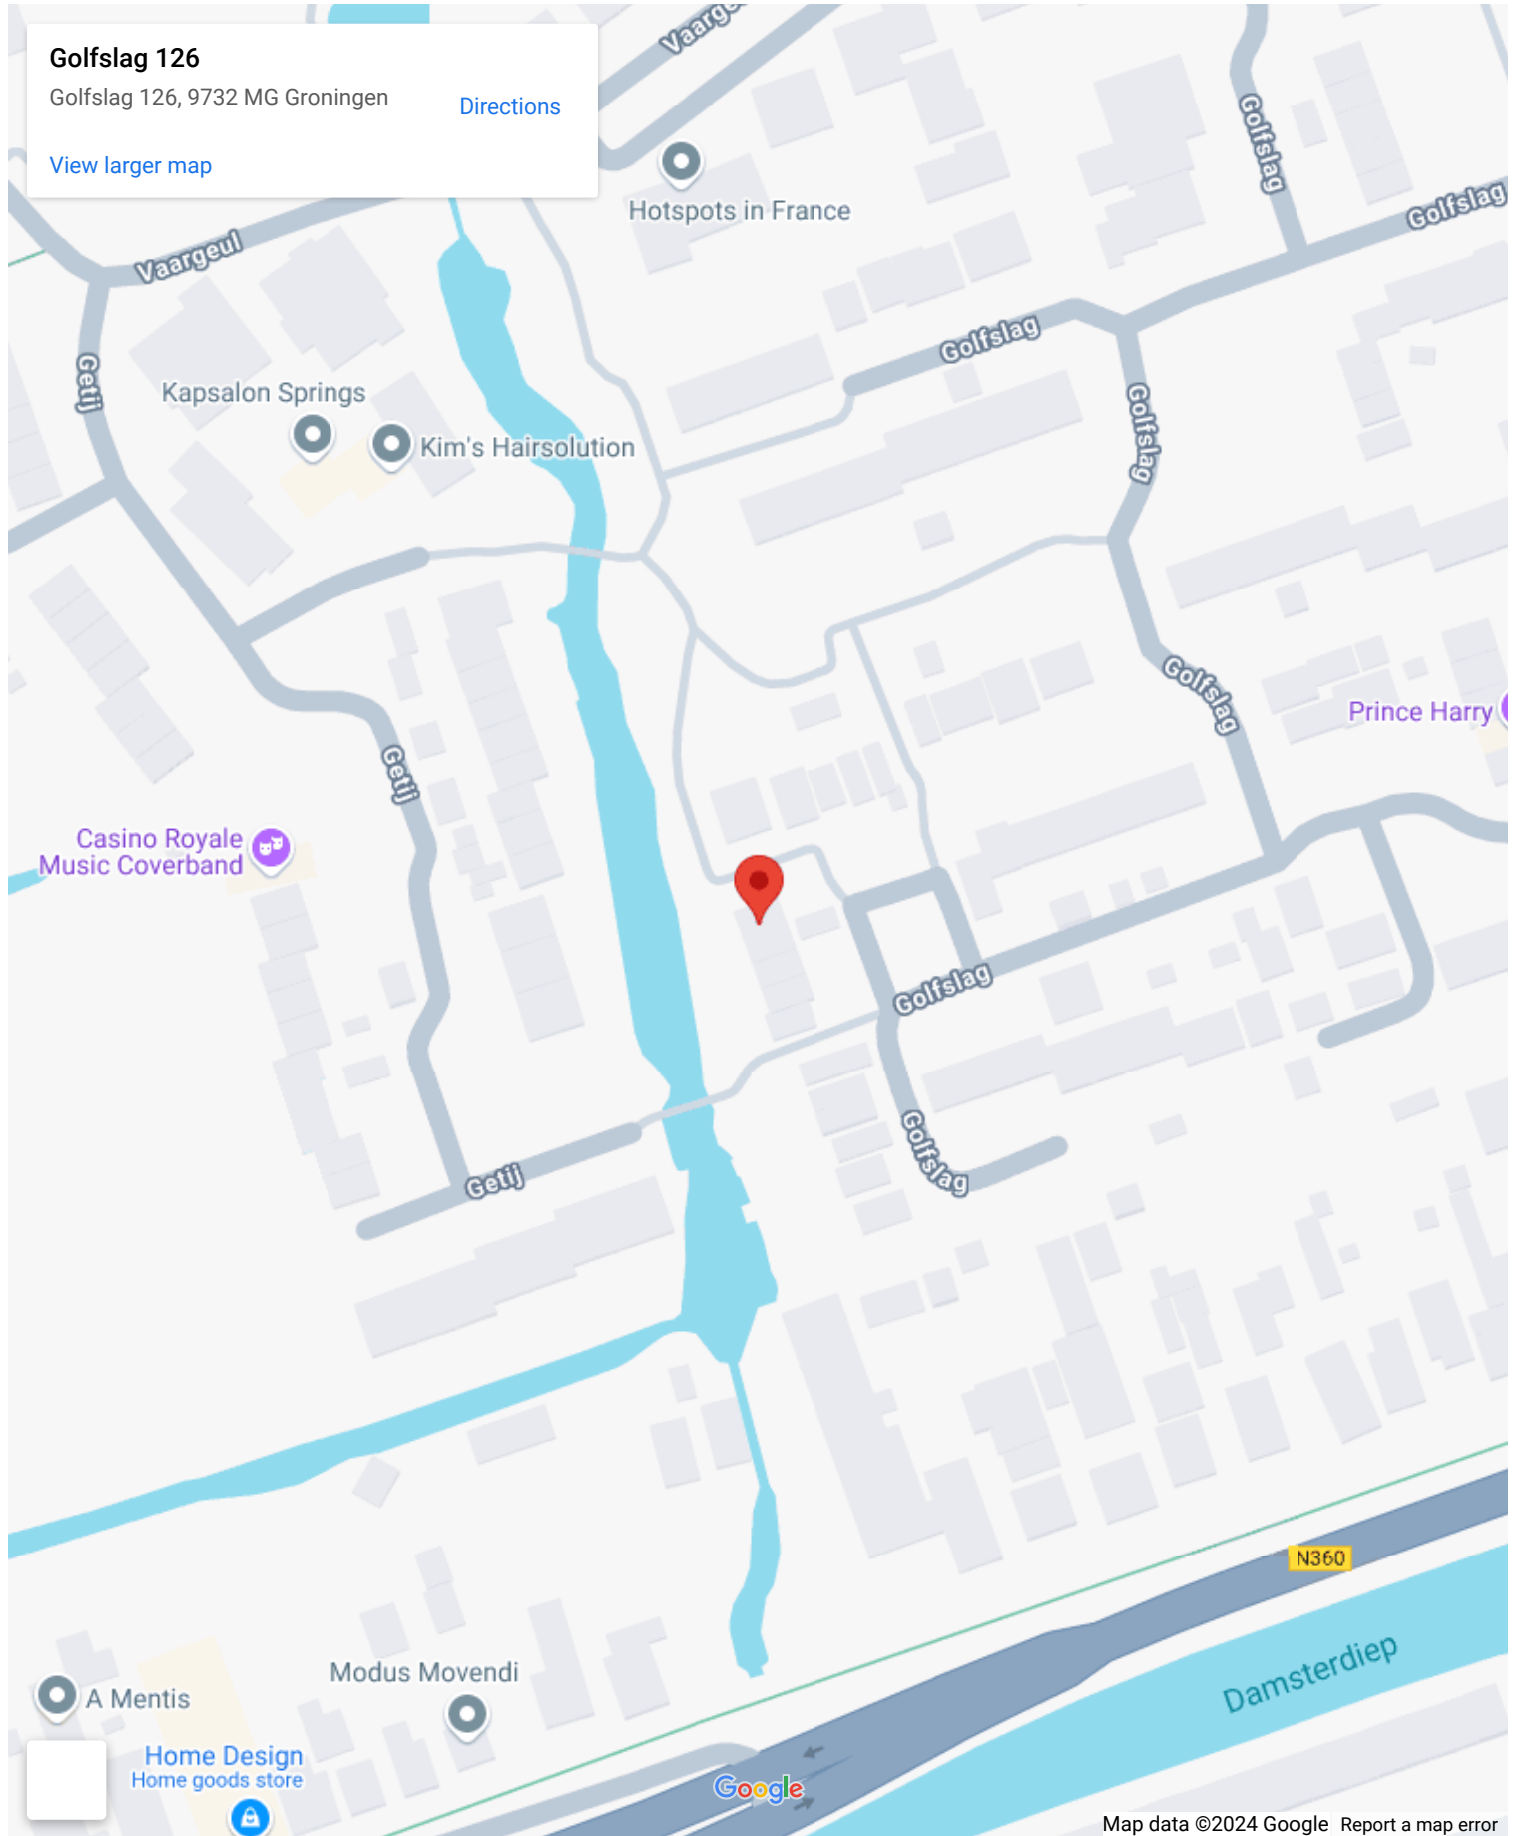 Vaarge
Golfslag 126
Golfslag 126, 9732 MG Groningen
Directions
View larger map
Golfslag
Hotspots in France
Golfslag
Vaargeul
Golfslag
Getij
Kapsalon Springs
Golfslag
Kim's Hairsolution
Golfslag
Prince Harry
Getij
Casino Royale
Music Coverband
Golfslag
Golfslag
Getij
N360
Damsterdiep
Modus Movendi
A Mentis
Home Design
Home goods store
Google
Map data ©2024 Google
Report a map error